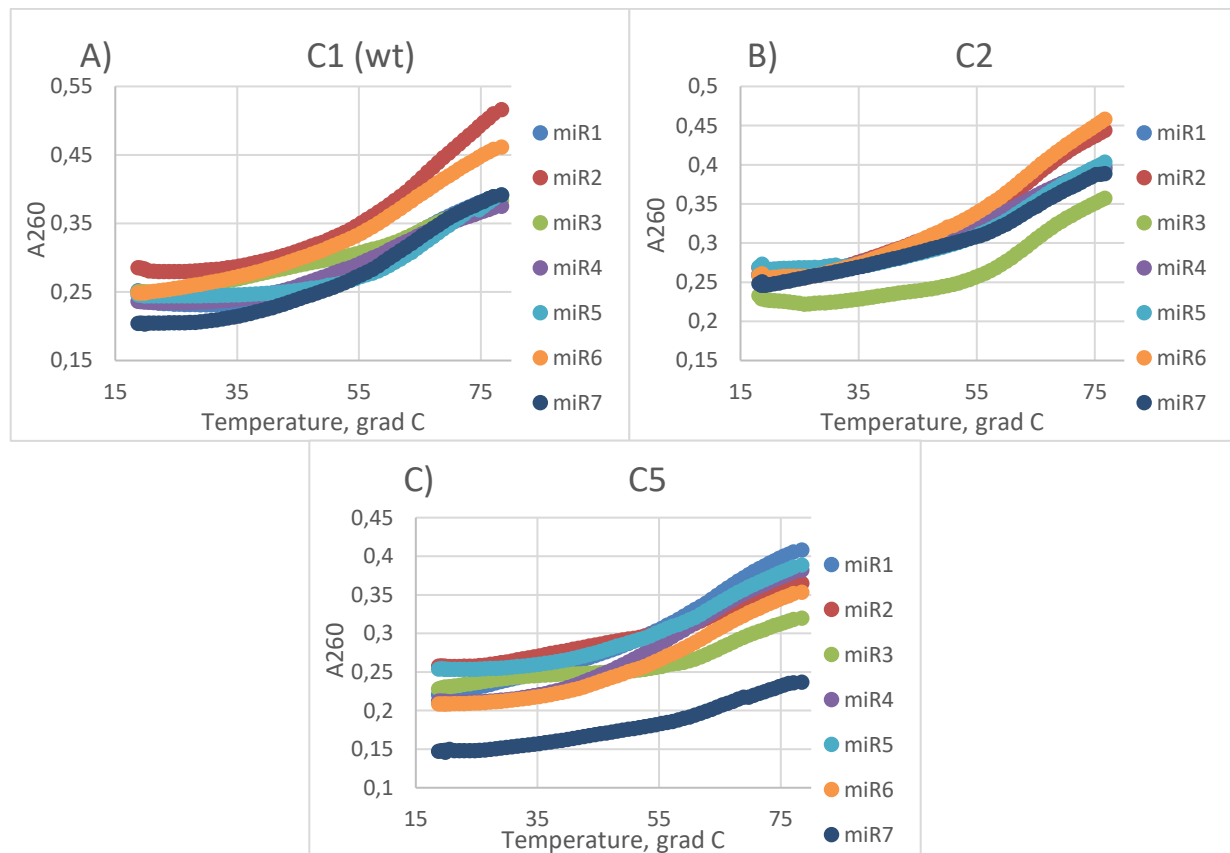 A) C1 (wt)
0,55
0,45
0,35
0,25
0,15
A260
15 35 55 75
Temperature, grad C
miR1
miR2
miR3
miR4
miR5
miR6
miR7
B) C2
0,5
0,45
0,4
0,35
0,3
0,25
0,2
0,15
A260
15 35 55 75
Temperature, grad C
miR1
miR2
miR3
miR4
miR5
miR6
miR7
C) C5
0,45
0,4
0,35
0,3
0,25
0,2
0,15
0,1
A260
15 35 55 75
Temperature, grad C
miR1
miR2
miR3
miR4
miR5
miR6
miR7